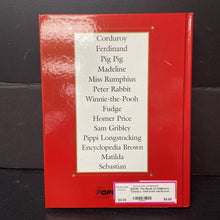 Corduroy
Ferdinand
Pig Pig
Madeline
Miss Rumphius
Peter Rabbit
Winnie-the-Pooh
Fudge
Homer Price
Sam Gribley
Pippi Longstocking
Encyclopedia Brown
Matilda
Sebastian